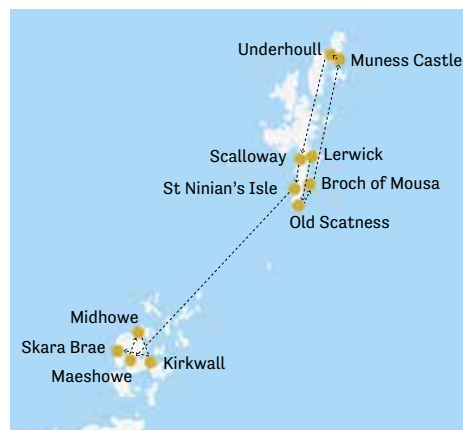 Underhoull
Muness Castle
Scalloway
Lerwick
St Ninian’s Isle
Broch of Mousa
Old Scatness
Midhowe
Skara Brae
Kirkwall
Maeshowe